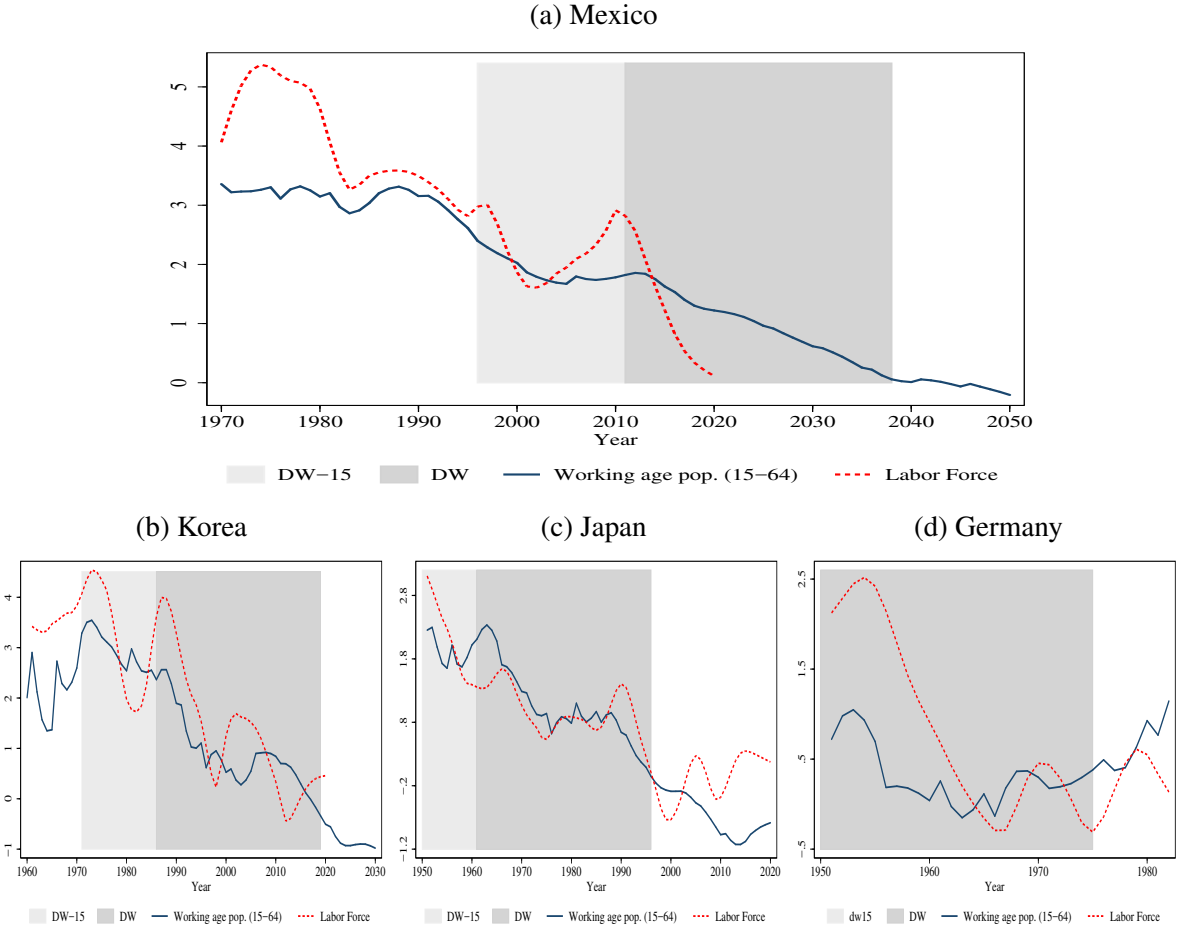 (a) Mexico
5
4
3
2
1
0
1970 1980 1990 2000 2010 2020 2030 2040 2050
Year
DW−15 DW Working age pop. (15−64) Labor Force
(b) Korea
4
3
2
1
0
−1
1960 1970 1980 1990 2000 2010 2020 2030
Year
DW−15 DW Working age pop. (15−64) Labor Force
(c) Japan
2.8
1.8
.8
−.2
−1.2
1950 1960 1970 1980 1990 2000 2010 2020
Year
DW−15 DW Working age pop. (15−64) Labor Force
(d) Germany
2.5
1.5
.5
−.5
1950 1960 1970 1980
Year
dw15 DW Working age pop. (15−64) Labor Force